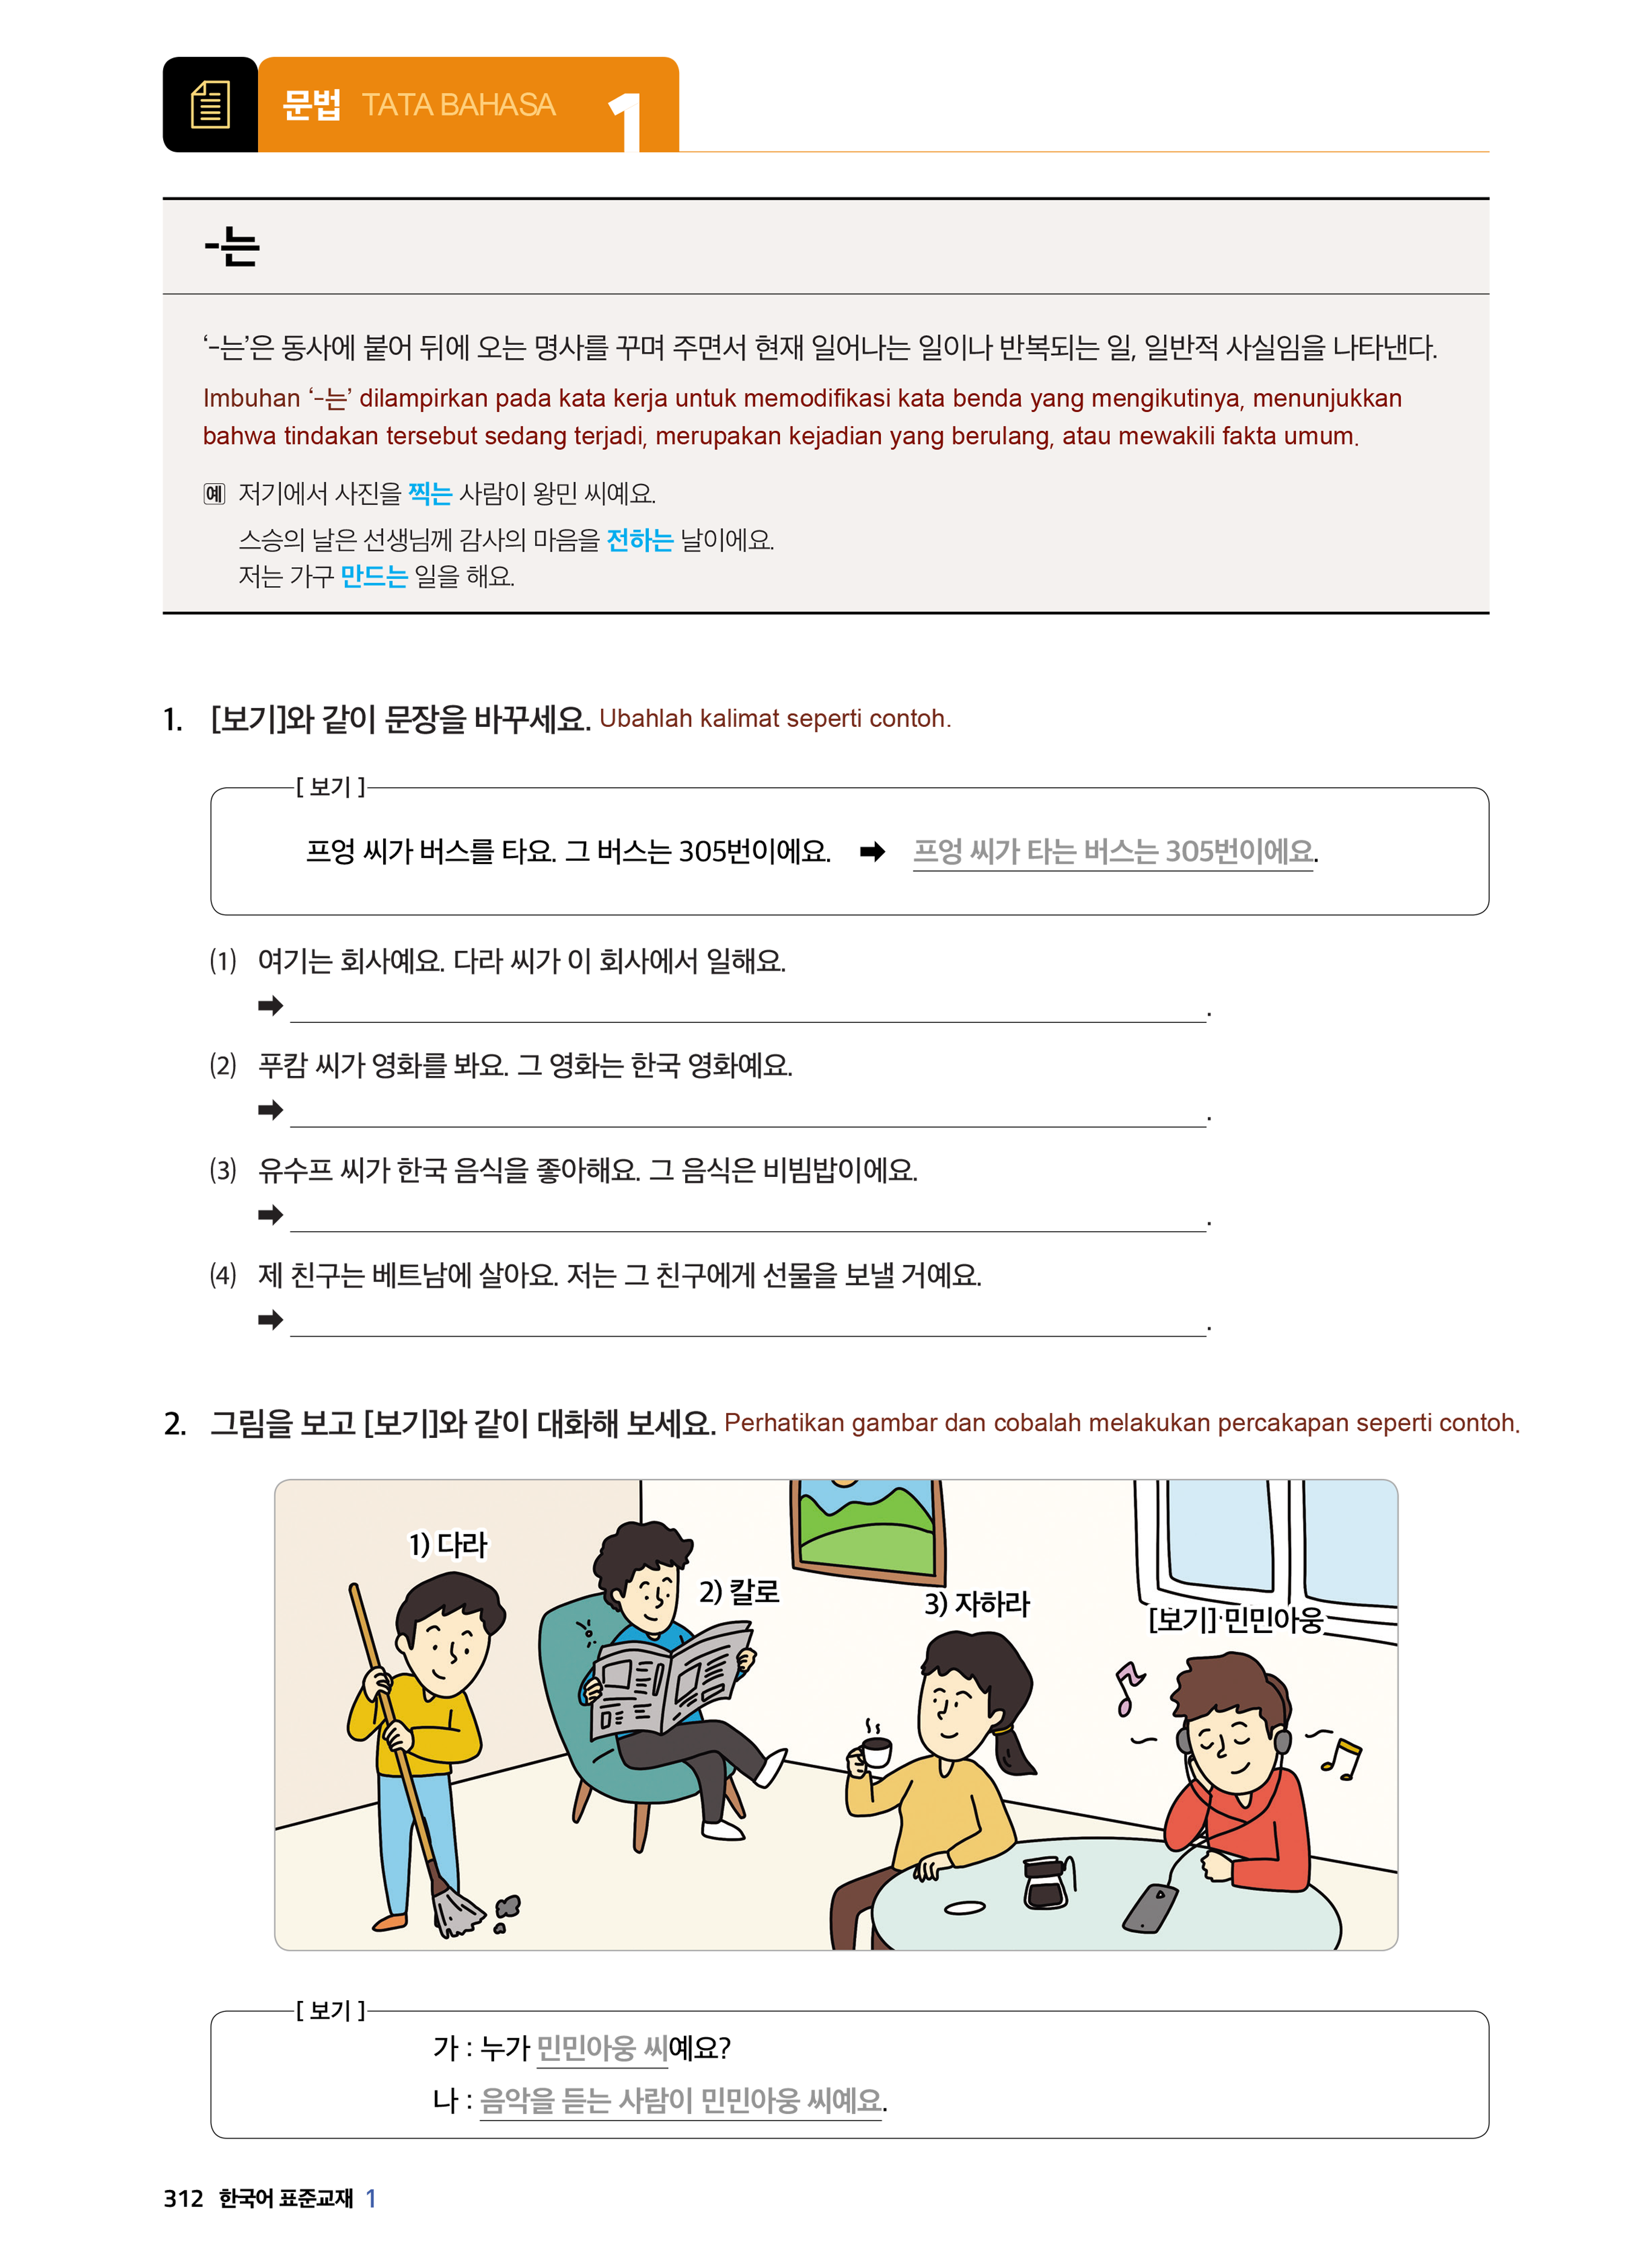 문법 TATA BAHASA 1
-는
‘-는’은 동사에 붙어 뒤에 오는 명사를 꾸며 주면서 현재 일어나는 일이나 반복되는 일, 일반적 사실임을 나타낸다.
Imbuhan ‘-는’ dilampirkan pada kata kerja untuk memodifikasi kata benda yang mengikutinya, menunjukkan
bahwa tindakan tersebut sedang terjadi, merupakan kejadian yang berulang, atau mewakili fakta umum.
예 저기에서 사진을 찍는 사람이 왕민 씨예요.
스승의 날은 선생님께 감사의 마음을 전하는 날이에요.
저는 가구 만드는 일을 해요.
1. [보기]와 같이 문장을 바꾸세요. Ubahlah kalimat seperti contoh.
[ 보기 ]
프엉 씨가 버스를 타요. 그 버스는 305번이에요. ➡ 프엉 씨가 타는 버스는 305번이에요.
(1) 여기는 회사예요. 다라 씨가 이 회사에서 일해요.
➡ .
(2) 푸캄 씨가 영화를 봐요. 그 영화는 한국 영화예요.
➡ .
(3) 유수프 씨가 한국 음식을 좋아해요. 그 음식은 비빔밥이에요.
➡ .
(4) 제 친구는 베트남에 살아요. 저는 그 친구에게 선물을 보낼 거예요.
➡ .
2. 그림을 보고 [보기]와 같이 대화해 보세요. Perhatikan gambar dan cobalah melakukan percakapan seperti contoh.
1) 다라
2) 칼로
3) 자하라
[보기] 민민아웅
[ 보기 ]
가 : 누가 민민아웅 씨예요?
나 : 음악을 듣는 사람이 민민아웅 씨예요.
312 한국어 표준교재 1